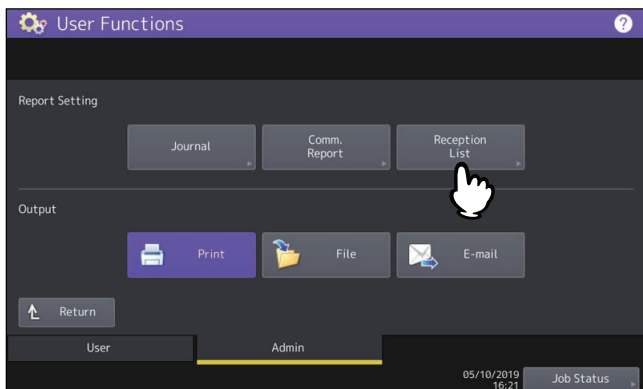 User Functions
?
Report Setting
Journal
Comm.
Report
Reception
List
Output
Print
File
E-mail
Return
User
Admin
05/10/2019
16:21
Job Status